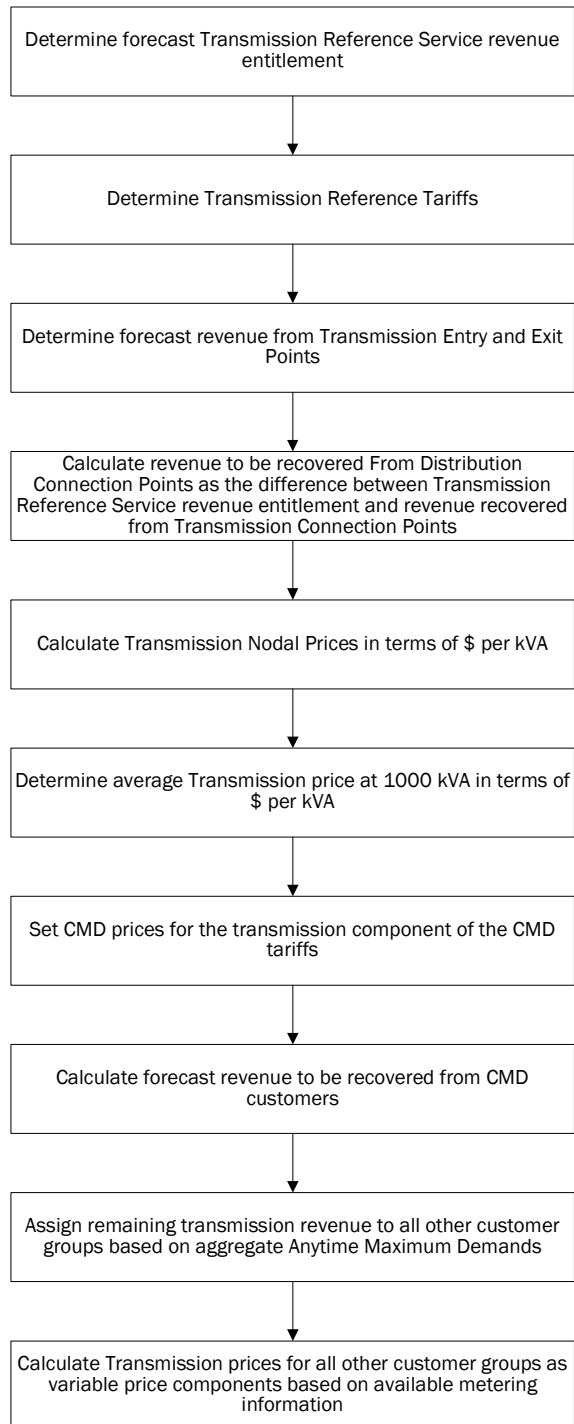 Determine forecast Transmission Reference Service revenue
entitlement
Determine Transmission Reference Tariffs
Determine forecast revenue from Transmission Entry and Exit
Points
Calculate revenue to be recovered From Distribution
Connection Points as the difference between Transmission
Reference Service revenue entitlement and revenue recovered
from Transmission Connection Points
Calculate Transmission Nodal Prices in terms of $ per kVA
Determine average Transmission price at 1000 kVA in terms of
$ per kVA
Set CMD prices for the transmission component of the CMD
tariffs
Calculate forecast revenue to be recovered from CMD
customers
Assign remaining transmission revenue to all other customer
groups based on aggregate Anytime Maximum Demands
Calculate Transmission prices for all other customer groups as
variable price components based on available metering
information